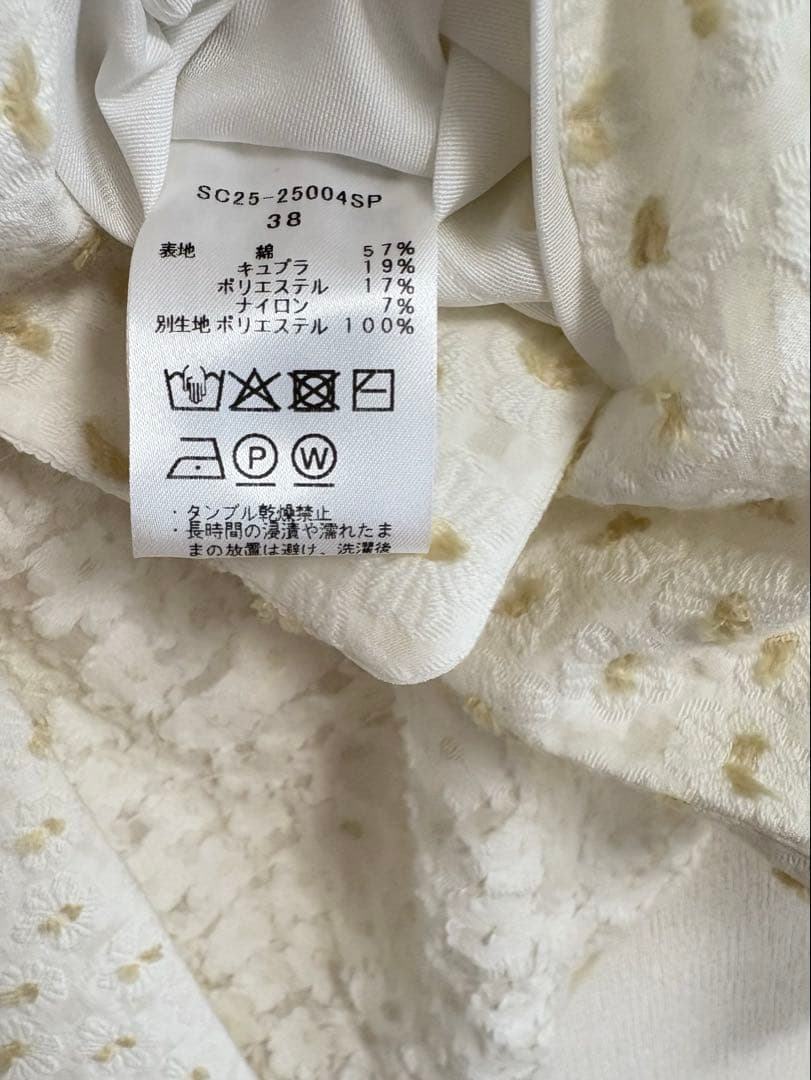 SC25-25004SP
38
表地 綿 57%
キュプラ 19%
ポリエステル 17%
ナイロン 7%
別生地 ポリエステル 100%
P W
・タンブル乾燥禁止
・長時間の浸漬や濡れたま
まの放置は避け、洗濯後